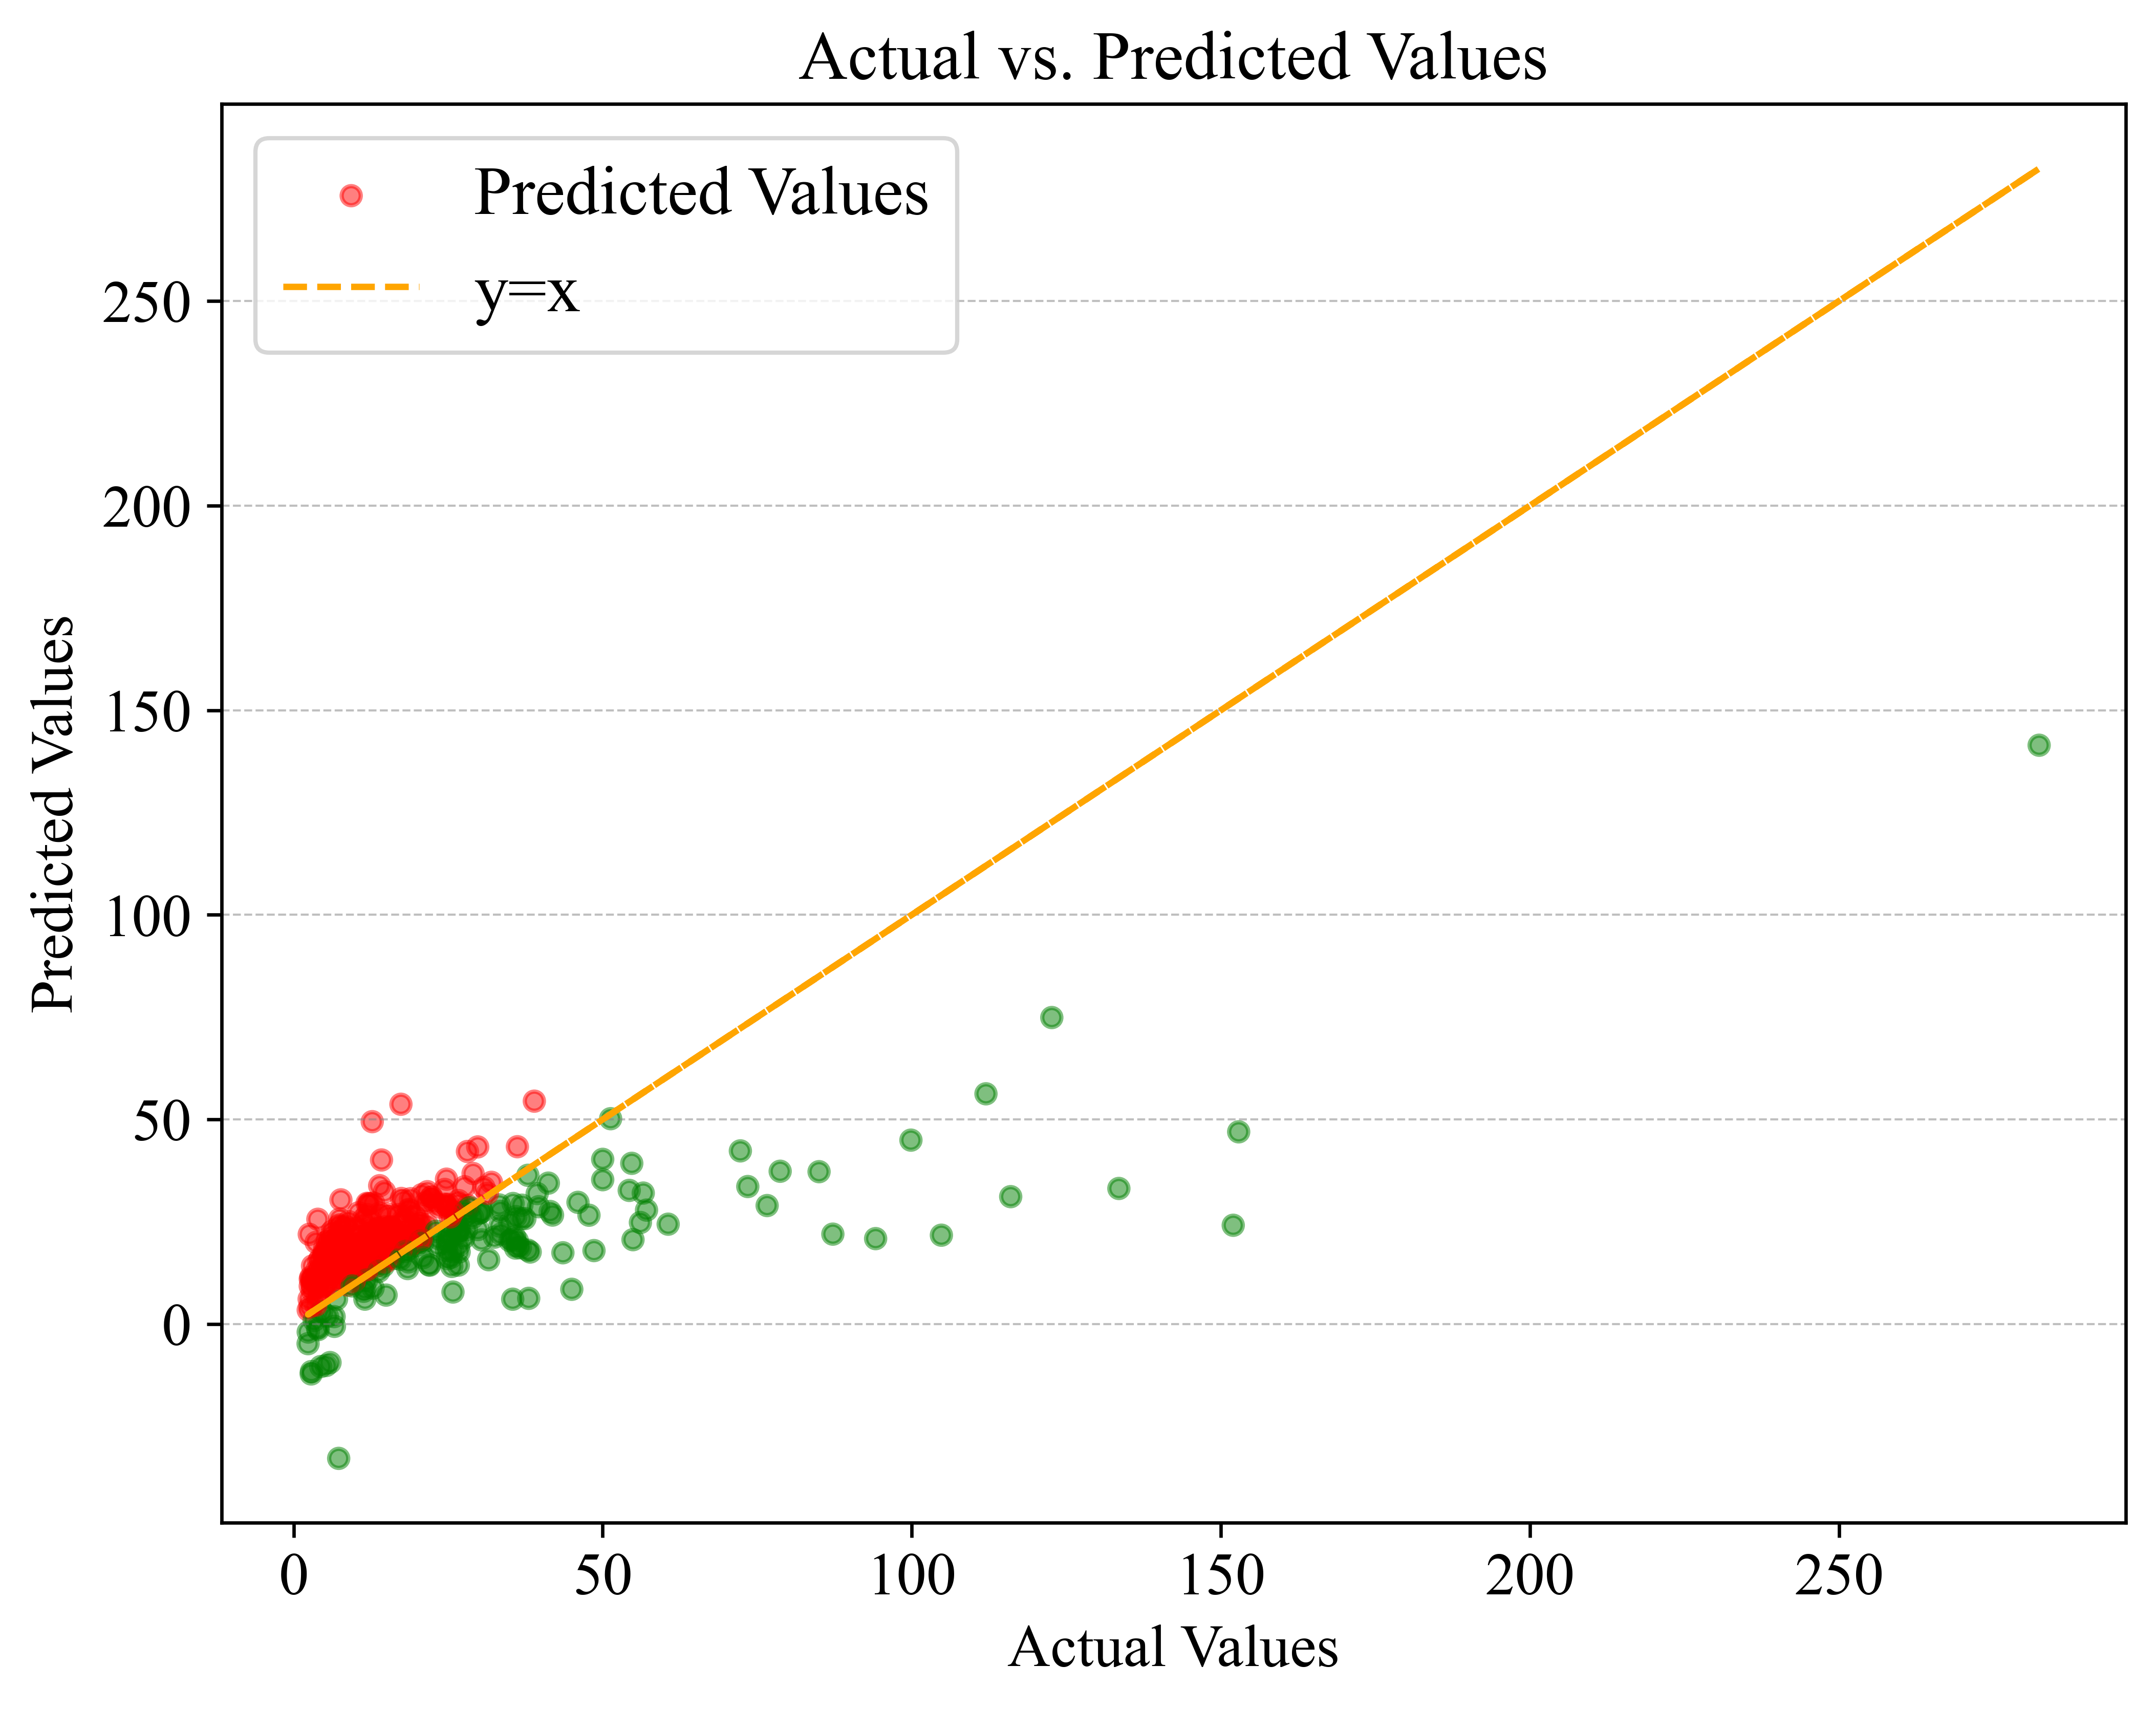 Actual vs. Predicted Values
Predicted Values
y=x
250
200
150
100
50
0
Predicted Values
0 50 100 150 200 250
Actual Values